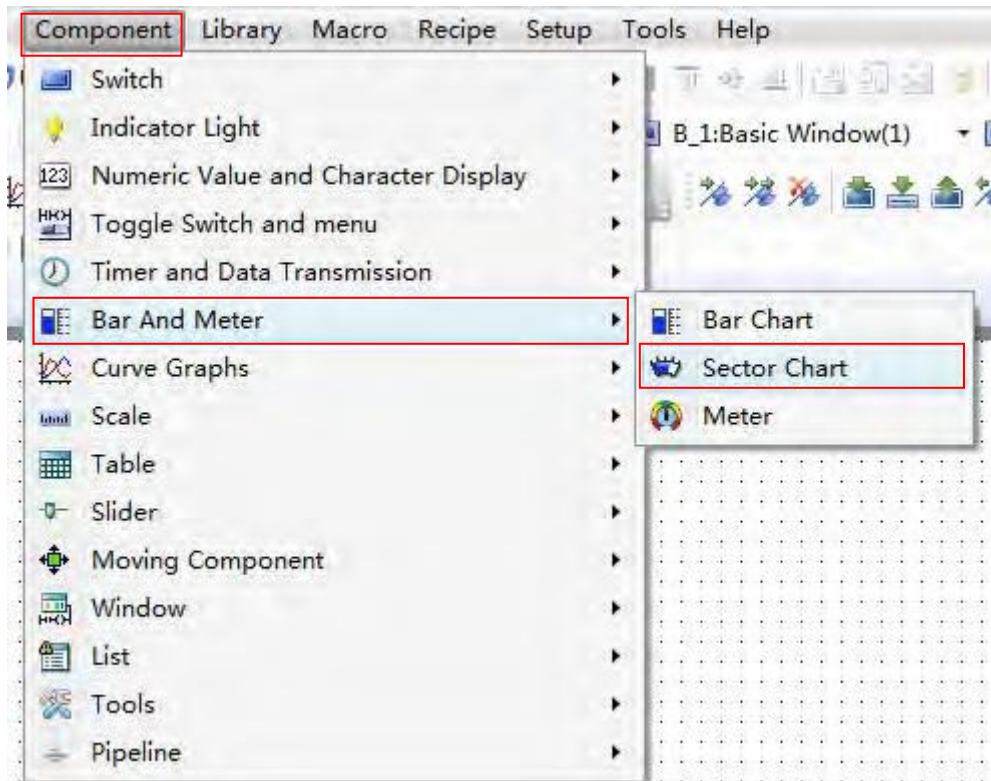 Component Library Macro Recipe Setup Tools Help
Switch
Indicator Light
B_1:Basic Window(1)
123 Numeric Value and Character Display
Toggle Switch and menu
Timer and Data Transmission
Bar And Meter
Bar Chart
Curve Graphs
Sector Chart
Scale
Meter
Table
Slider
Moving Component
Window
List
Tools
Pipeline